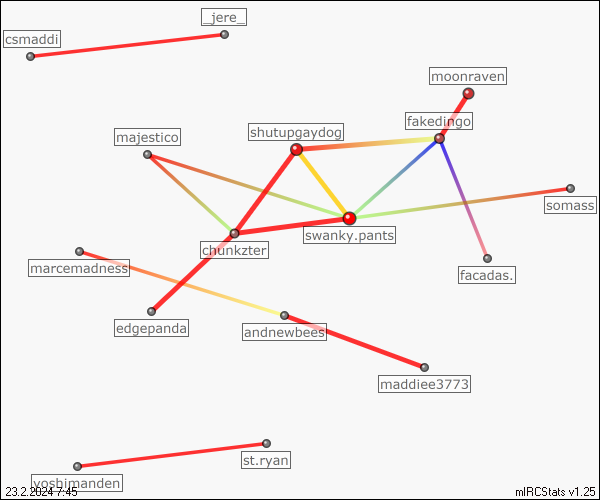 _jere_
csmaddi
moonraven
fakedingo
shutupgaydog
majestico
somass
swanky.pants
chunkzter
marcemadness
facadas.
edgepanda
andnewbees
maddiee3773
st.ryan
yoshimanden
23.2.2024 7:45
mIRCStats v1.25